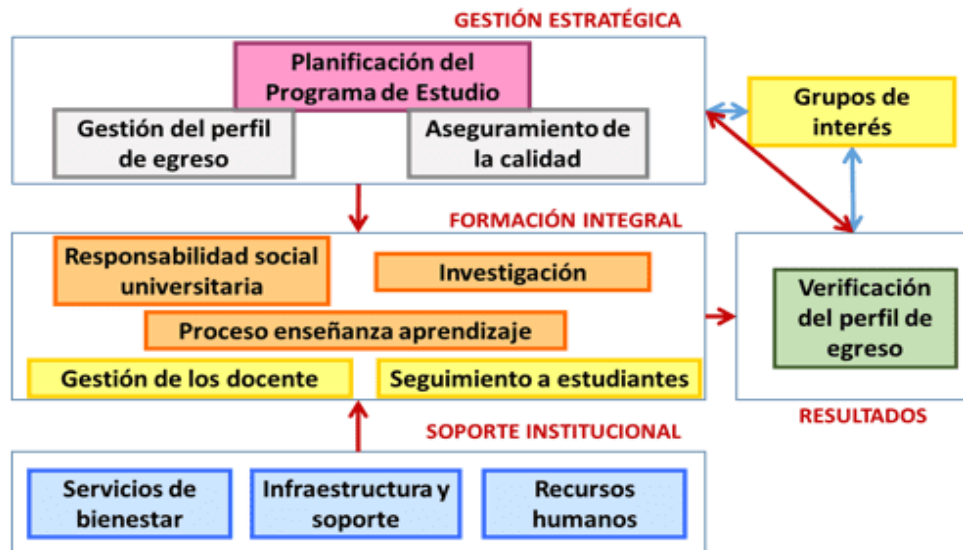 GESTIÓN ESTRATÉGICA
Planificación del
Programa de Estudio
Gestión del perfil
de egreso
Aseguramiento de
la calidad
Grupos de
interés
FORMACIÓN INTEGRAL
Responsabilidad social
universitaria
Investigación
Proceso enseñanza aprendizaje
Gestión de los docente
Seguimiento a estudiantes
Verificación
del perfil de
egreso
RESULTADOS
SOPORTE INSTITUCIONAL
Servicios de
bienestar
Infraestructura y
soporte
Recursos
humanos